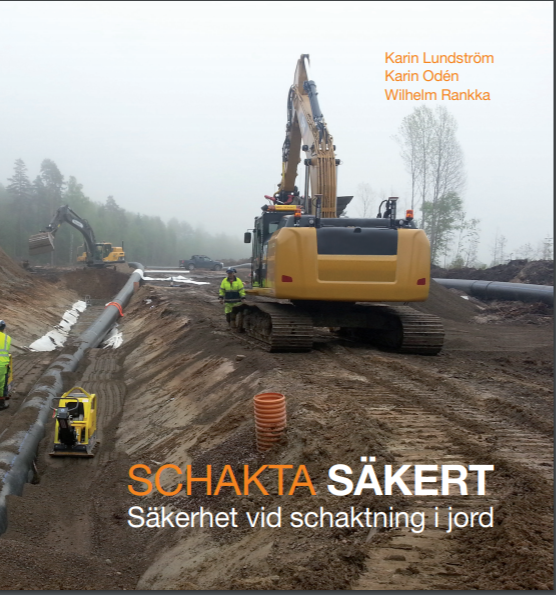 Karin Lundström
Karin Odén
Wilhelm Rankka
SCHAKTA SÄKERT
Säkerhet vid schaktning i jord